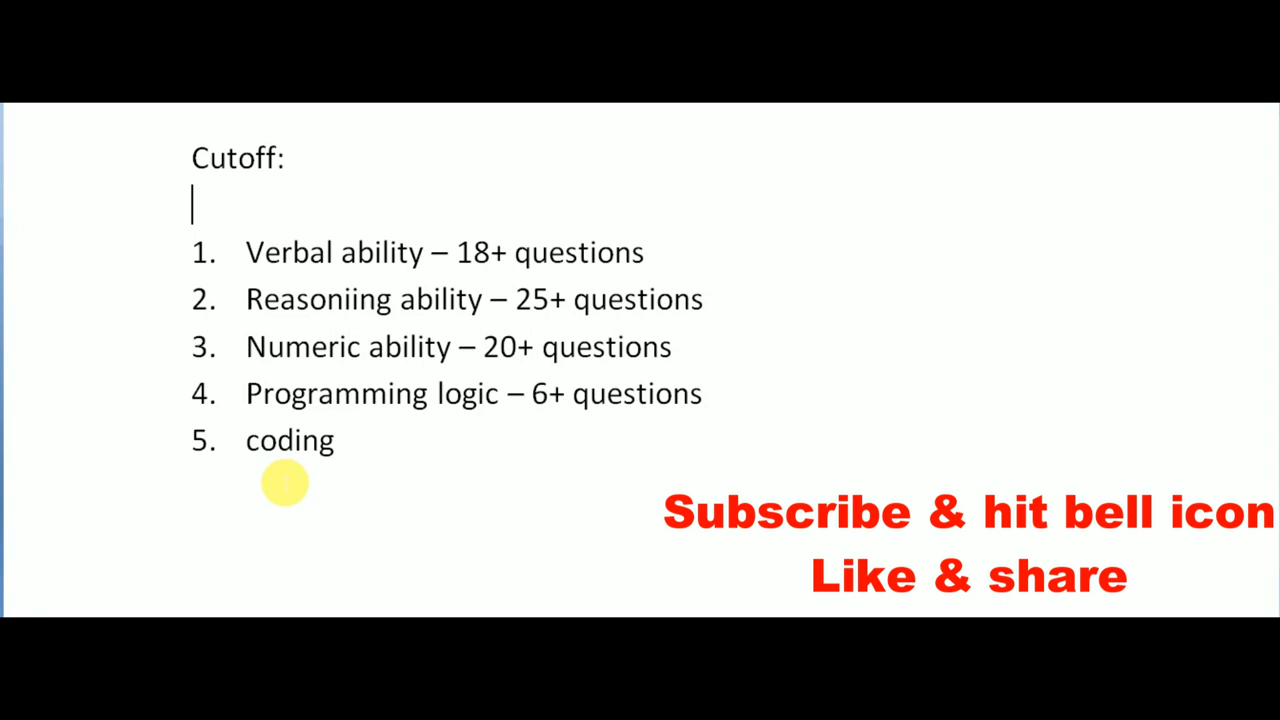 Cutoff:
1. Verbal ability – 18+ questions
2. Reasoniing ability – 25+ questions
3. Numeric ability – 20+ questions
4. Programming logic – 6+ questions
5. coding
Subscribe & hit bell icon
Like & share